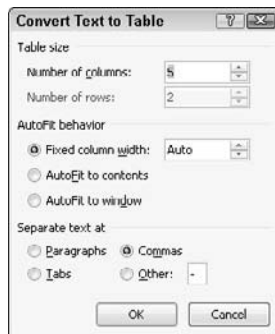 Convert Text to Table
Table size
Number of columns: 5
Number of rows: 2
AutoFit behavior
Fixed column width: Auto
AutoFit to contents
AutoFit to window
Separate text at
Paragraphs Commas
Tabs Other: -
OK Cancel